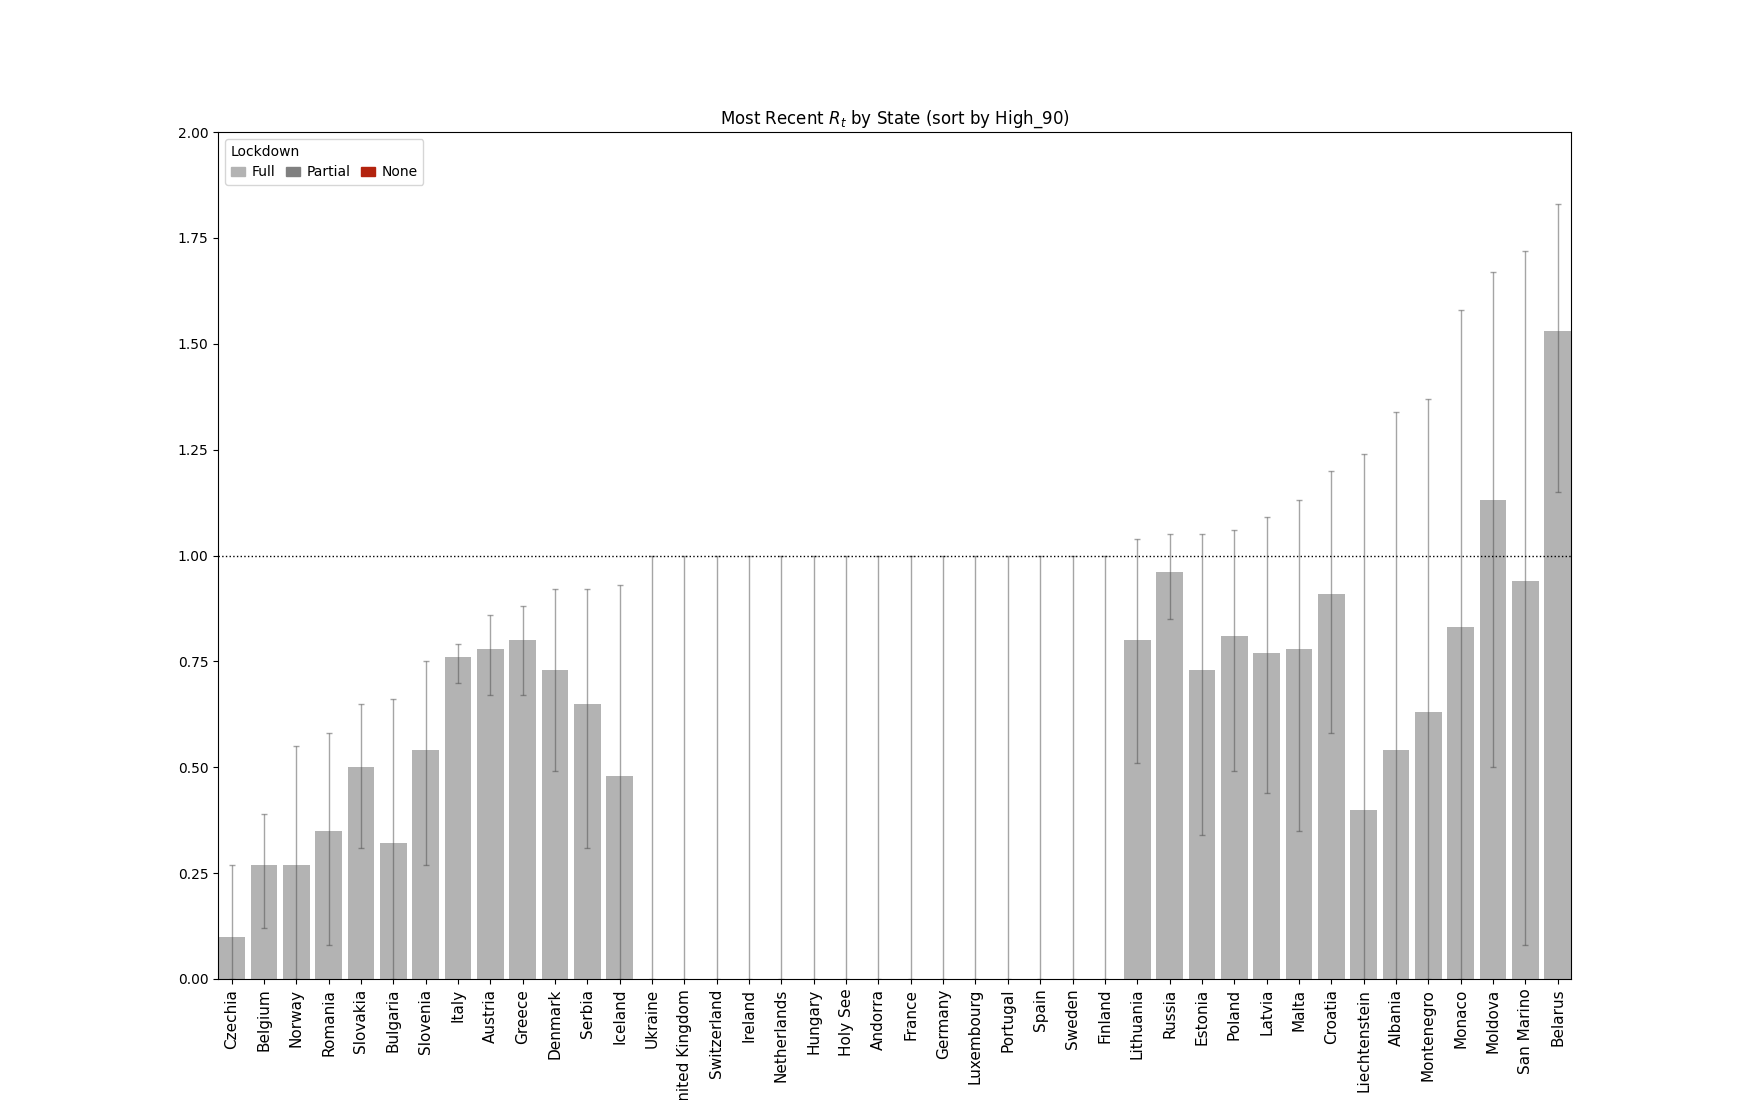 Most Recent R_t by State (sort by High_90)
2.00
Lockdown
Full Partial None
1.75
1.50
1.25
1.00
0.75
0.50
0.25
0.00
Czechia
Belgium
Norway
Romania
Slovakia
Bulgaria
Slovenia
Italy
Austria
Greece
Denmark
Serbia
Iceland
Ukraine
nited Kingdom
Switzerland
Ireland
Netherlands
Hungary
Holy See
Andorra
France
Germany
Luxembourg
Portugal
Spain
Sweden
Finland
Lithuania
Russia
Estonia
Poland
Latvia
Malta
Croatia
Liechtenstein
Albania
Montenegro
Monaco
Moldova
San Marino
Belarus